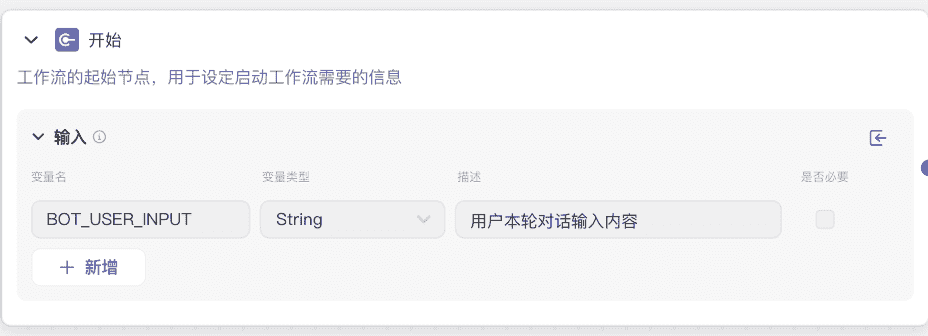 开始
工作流的起始节点，用于设定启动工作流需要的信息
输入
变量名 变量类型 描述 是否必要
BOT_USER_INPUT String 用户本轮对话输入内容
新增